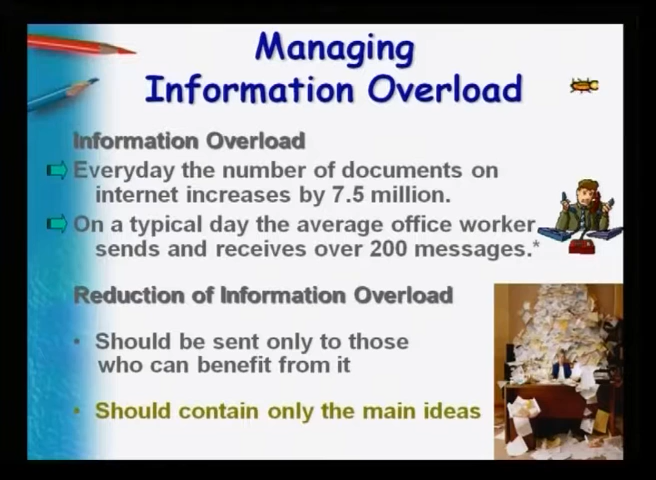 Managing
Information Overload
Information Overload
Everyday the number of documents on
internet increases by 7.5 million.
On a typical day the average office worker
sends and receives over 200 messages.*
Reduction of Information Overload
• Should be sent only to those
who can benefit from it
• Should contain only the main ideas